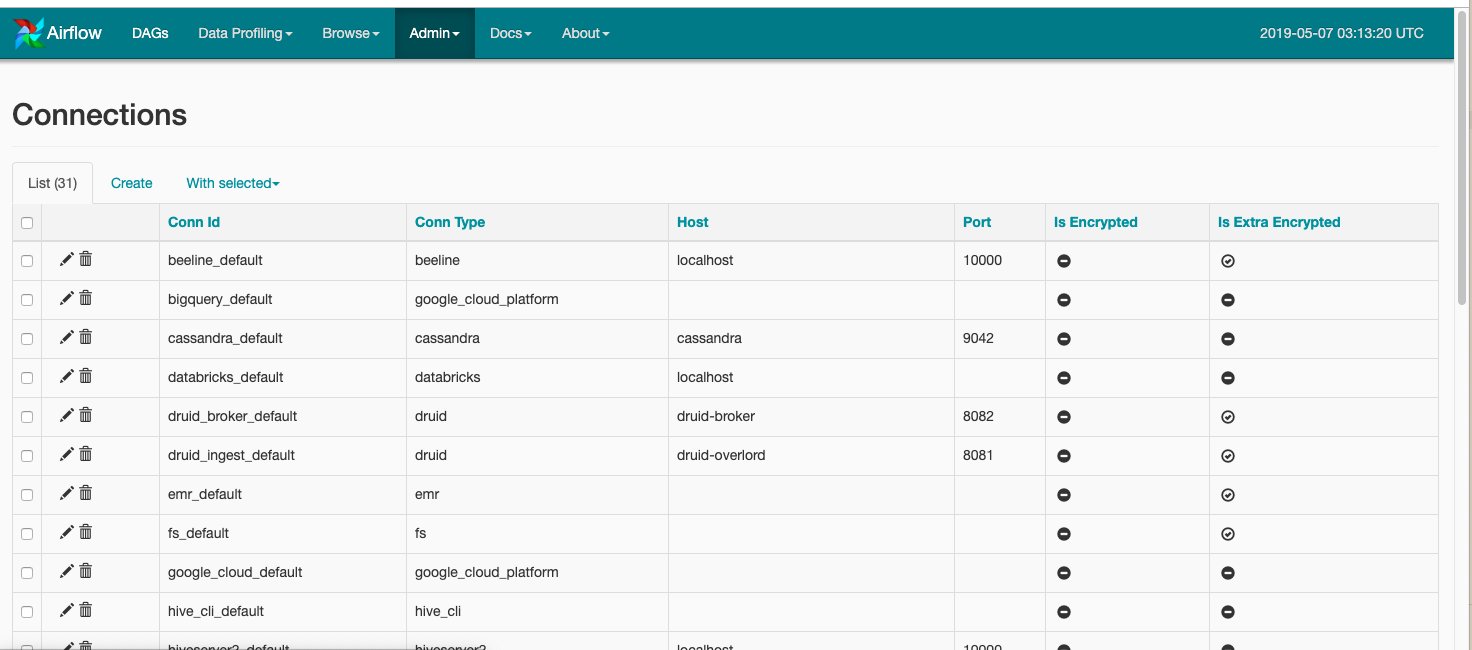 Airflow DAGs Data Profiling Browse Admin Docs About 2019-05-07 03:13:20 UTC
Connections
List (31) Create With selected
Conn Id Conn Type Host Port Is Encrypted Is Extra Encrypted
beeline_default beeline localhost 10000
bigquery_default google_cloud_platform
cassandra_default cassandra cassandra 9042
databricks_default databricks localhost
druid_broker_default druid druid-broker 8082
druid_ingest_default druid druid-overlord 8081
emr_default emr
fs_default fs
google_cloud_default google_cloud_platform
hive_cli_default hive_cli
hiveserver2_default hiveserver2 localhost 10000